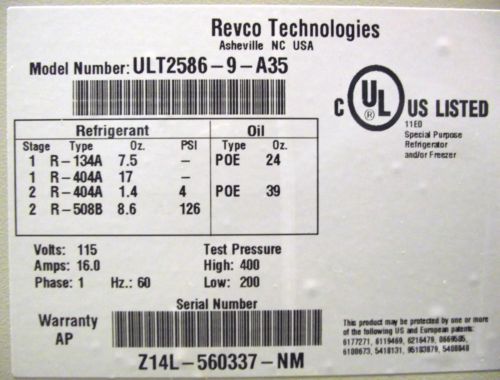 Revco Technologies
Asheville NC USA
Model Number: ULT2586-9-A35
C UL US LISTED
11ED
Special Purpose
Refrigerator
and/or Freezer
Refrigerant Oil
Stage Type Oz. PSI Type Oz.
1 R-134A 7.5 - POE 24
1 R-404A 17 -
2 R-404A 1.4 4 POE 39
2 R-508B 8.6 126
Volts: 115 Test Pressure
Amps: 16.0 High: 400
Phase: 1 Hz.: 60 Low: 200
Serial Number
Warranty
AP
Z14L-560337-NM
This product may be protected by one or more
of the following US and European patents:
6177271, 6119469, 6216479,